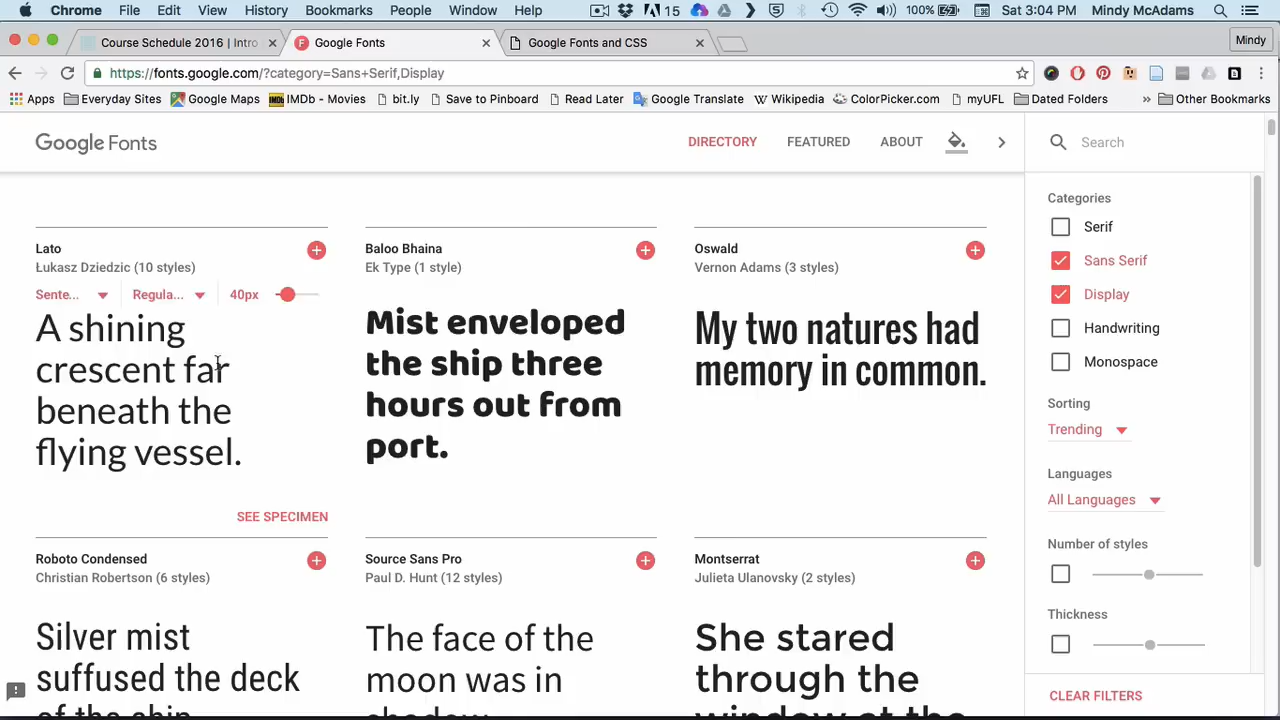 Chrome File Edit View History Bookmarks People Window Help 15 100% Sat 3:04 PM Mindy McAdams
Course Schedule 2016 | Intro Google Fonts Google Fonts and CSS Mindy
https://fonts.google.com/?category=Sans+Serif,Display
Apps Everyday Sites Google Maps IMDb - Movies bit.ly Save to Pinboard Read Later Google Translate Wikipedia ColorPicker.com myUFL Dated Folders » Other Bookmarks
Google Fonts DIRECTORY FEATURED ABOUT Search
Lato
Łukasz Dziedzic (10 styles)
Sente... Regula... 40px
A shining
crescent far
beneath the
flying vessel.
SEE SPECIMEN
Baloo Bhaina
Ek Type (1 style)
Mist enveloped
the ship three
hours out from
port.
Oswald
Vernon Adams (3 styles)
My two natures had
memory in common.
Roboto Condensed
Christian Robertson (6 styles)
Silver mist
suffused the deck
of the ship
Source Sans Pro
Paul D. Hunt (12 styles)
The face of the
moon was in
shadow
Montserrat
Julieta Ulanovsky (2 styles)
She stared
through the
window at the
Categories
Serif
Sans Serif
Display
Handwriting
Monospace
Sorting
Trending
Languages
All Languages
Number of styles
Thickness
CLEAR FILTERS